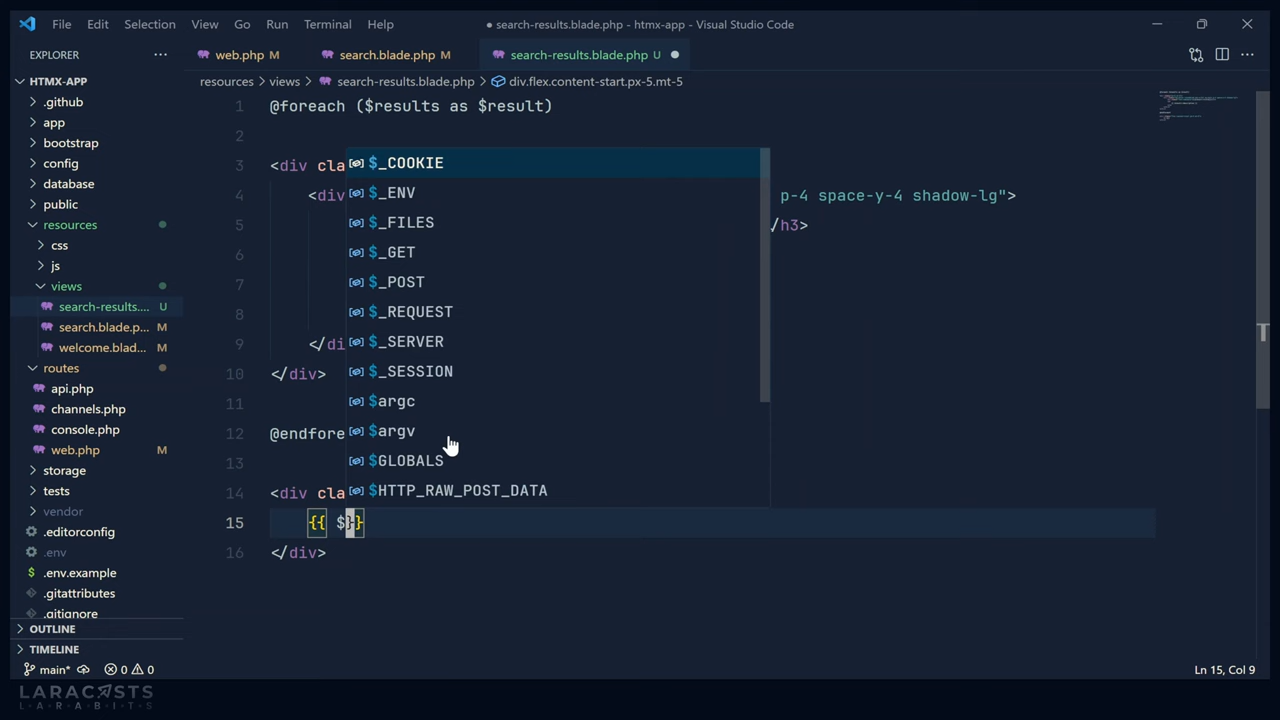 File Edit Selection View Go Run Terminal Help
● search-results.blade.php - htmx-app - Visual Studio Code
EXPLORER
web.php M
search.blade.php M
search-results.blade.php U
HTMX-APP
.github
app
bootstrap
config
database
public
resources
css
js
views
search-results.... U
search.blade.p... M
welcome.blad... M
routes
api.php
channels.php
console.php
web.php M
storage
tests
vendor
.editorconfig
.env
$ .env.example
.gitattributes
.gitignore
OUTLINE
TIMELINE
resources > views > search-results.blade.php > div.flex.content-start.px-5.mt-5
1 @foreach ($results as $result)
2
3 <div cla
4 <div p-4 space-y-4 shadow-lg">
5 /h3>
6
7
8
9 </di
10 </div>
11
12 @endfore
13
14 <div cla
15 {{ $}}
16 </div>
$_COOKIE
$_ENV
$_FILES
$_GET
$_POST
$_REQUEST
$_SERVER
$_SESSION
$argc
$argv
$GLOBALS
$HTTP_RAW_POST_DATA
main* 0 0
Ln 15, Col 9
LARACASTS
LARABITS